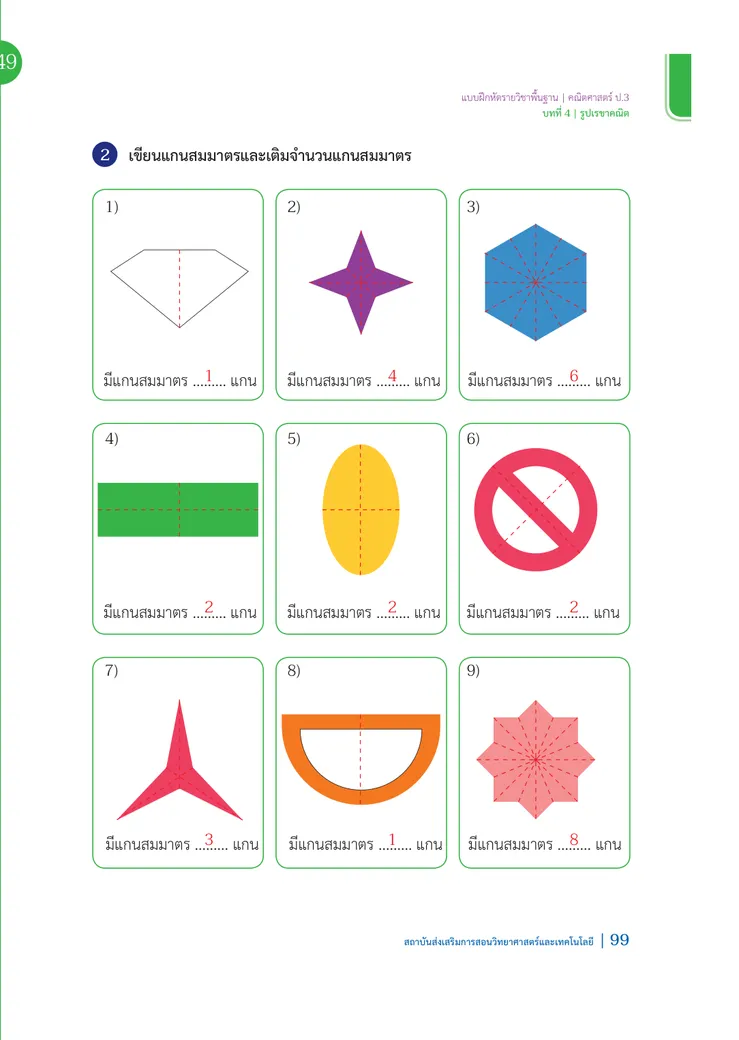 49
แบบฝึกหัดรายวิชาพื้นฐาน | คณิตศาสตร์ ป.3
บทที่ 4 | รูปเรขาคณิต
2 เขียนแกนสมมาตรและเติมจำนวนแกนสมมาตร
1) 2) 3)
มีแกนสมมาตร ....1.... แกน มีแกนสมมาตร ....4.... แกน มีแกนสมมาตร ....6.... แกน
4) 5) 6)
มีแกนสมมาตร ....2.... แกน มีแกนสมมาตร ....2.... แกน มีแกนสมมาตร ....2.... แกน
7) 8) 9)
มีแกนสมมาตร ....3.... แกน มีแกนสมมาตร ....1.... แกน มีแกนสมมาตร ....8.... แกน
สถาบันส่งเสริมการสอนวิทยาศาสตร์และเทคโนโลยี | 99